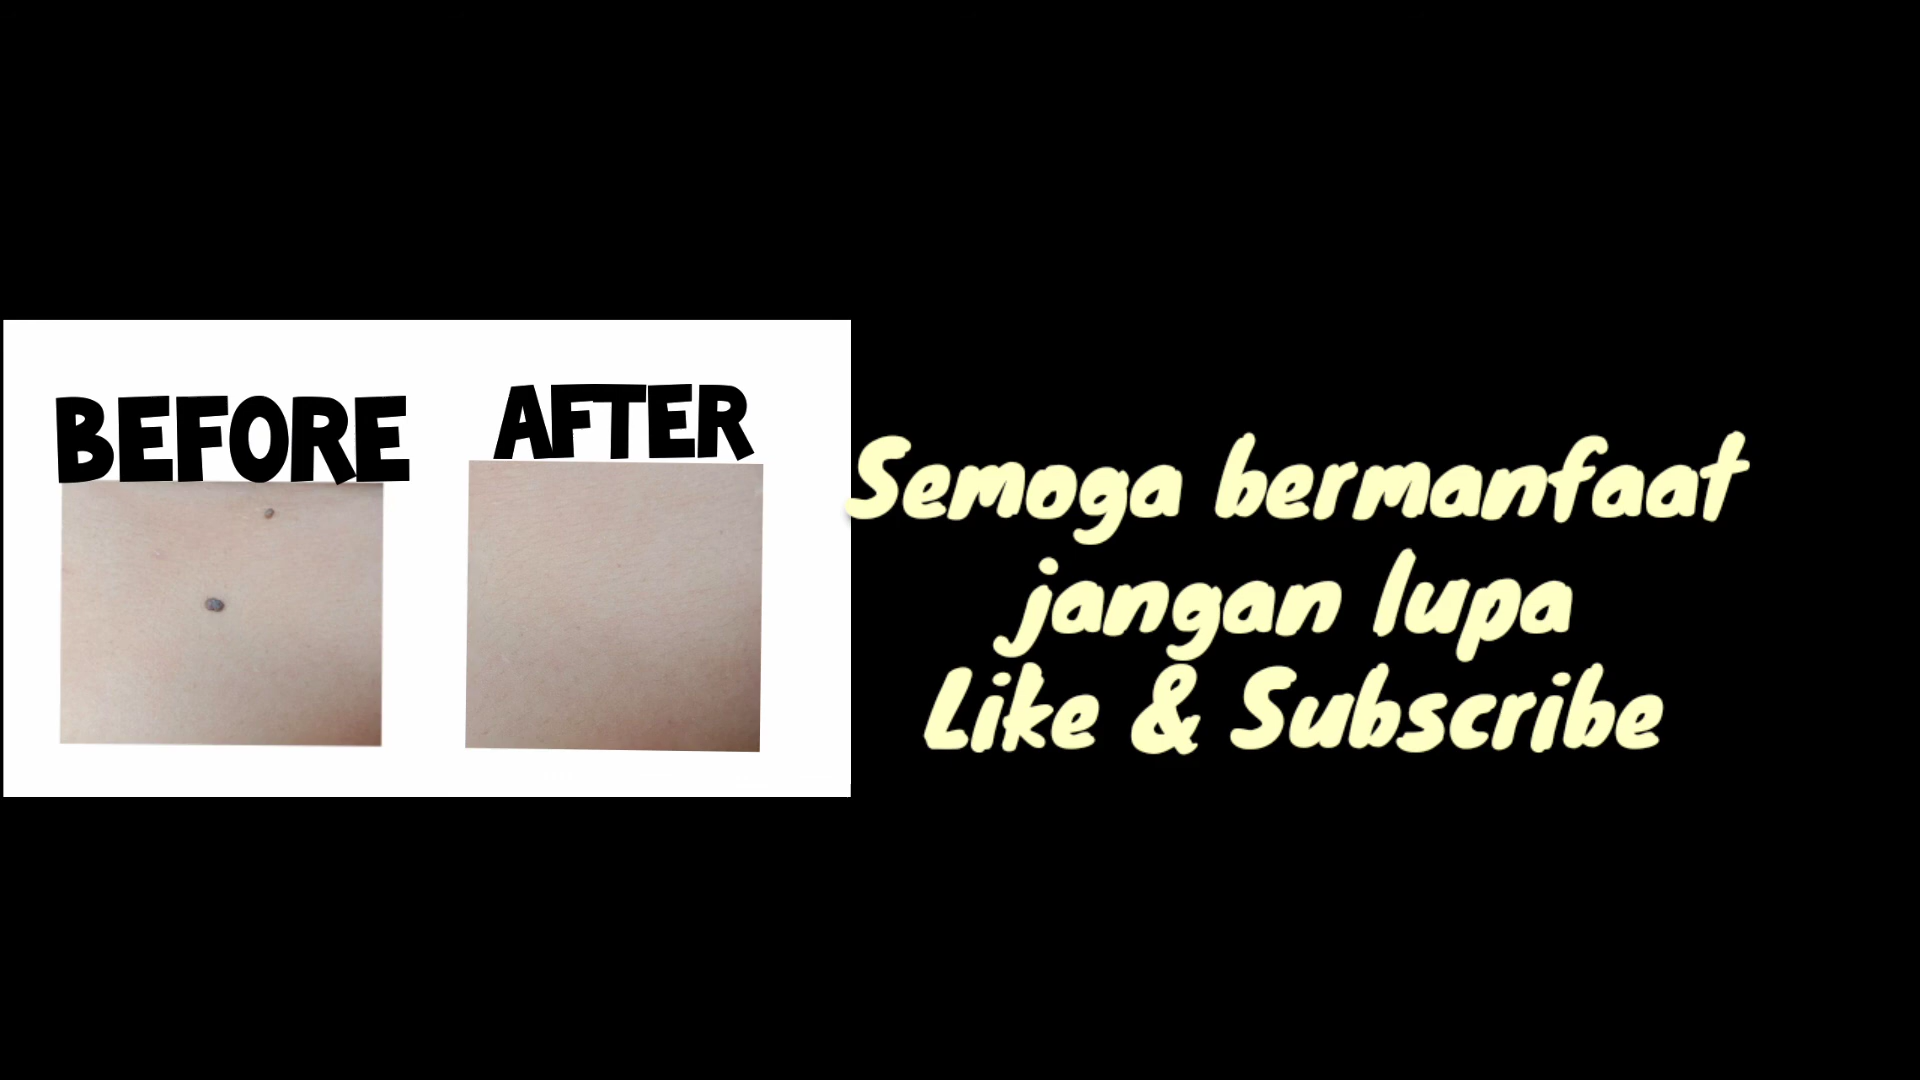 BEFORE
AFTER
Semoga bermanfaat
jangan lupa
Like & Subscribe